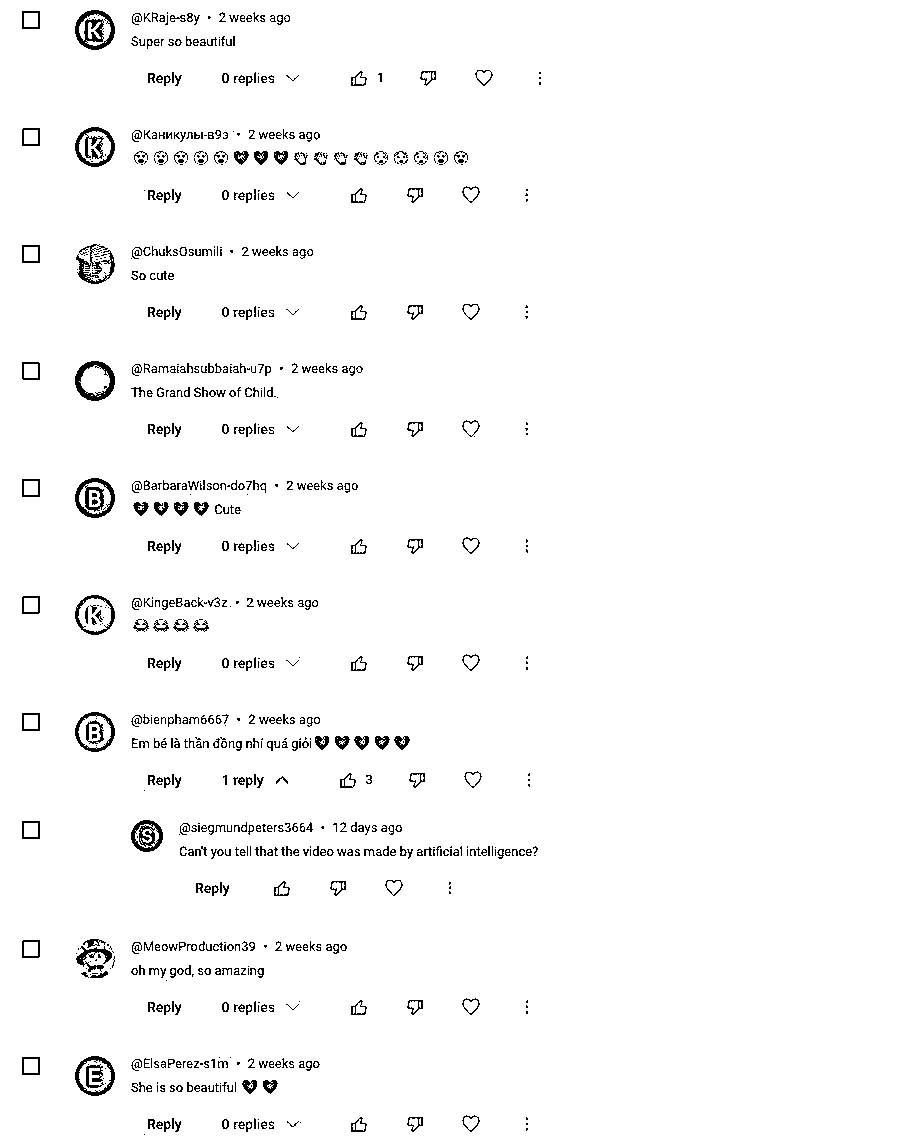 @KRaje-s8y • 2 weeks ago
Super so beautiful
Reply 0 replies 1
@Каникулы-в9э • 2 weeks ago
Reply 0 replies
@ChuksOsumili • 2 weeks ago
So cute
Reply 0 replies
@Ramaiahsubbaiah-u7p • 2 weeks ago
The Grand Show of Child.
Reply 0 replies
@BarbaraWilson-do7hq • 2 weeks ago
Cute
Reply 0 replies
@KingeBack-v3z • 2 weeks ago
Reply 0 replies
@bienpham6667 • 2 weeks ago
Em bé là thần đồng nhí quá giỏi
Reply 1 reply 3
@siegmundpeters3664 • 12 days ago
Can't you tell that the video was made by artificial intelligence?
Reply
@MeowProduction39 • 2 weeks ago
oh my god, so amazing
Reply 0 replies
@ElsaPerez-s1m • 2 weeks ago
She is so beautiful
Reply 0 replies